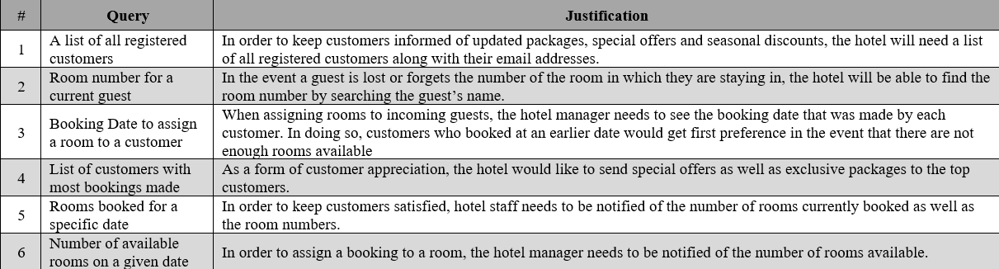 # Query Justification
1 A list of all registered customers In order to keep customers informed of updated packages, special offers and seasonal discounts, the hotel will need a list of all registered customers along with their email addresses.
2 Room number for a current guest In the event a guest is lost or forgets the number of the room in which they are staying in, the hotel will be able to find the room number by searching the guest’s name.
3 Booking Date to assign a room to a customer When assigning rooms to incoming guests, the hotel manager needs to see the booking date that was made by each customer. In doing so, customers who booked at an earlier date would get first preference in the event that there are not enough rooms available
4 List of customers with most bookings made As a form of customer appreciation, the hotel would like to send special offers as well as exclusive packages to the top customers.
5 Rooms booked for a specific date In order to keep customers satisfied, hotel staff needs to be notified of the number of rooms currently booked as well as the room numbers.
6 Number of available rooms on a given date In order to assign a booking to a room, the hotel manager needs to be notified of the number of rooms available.